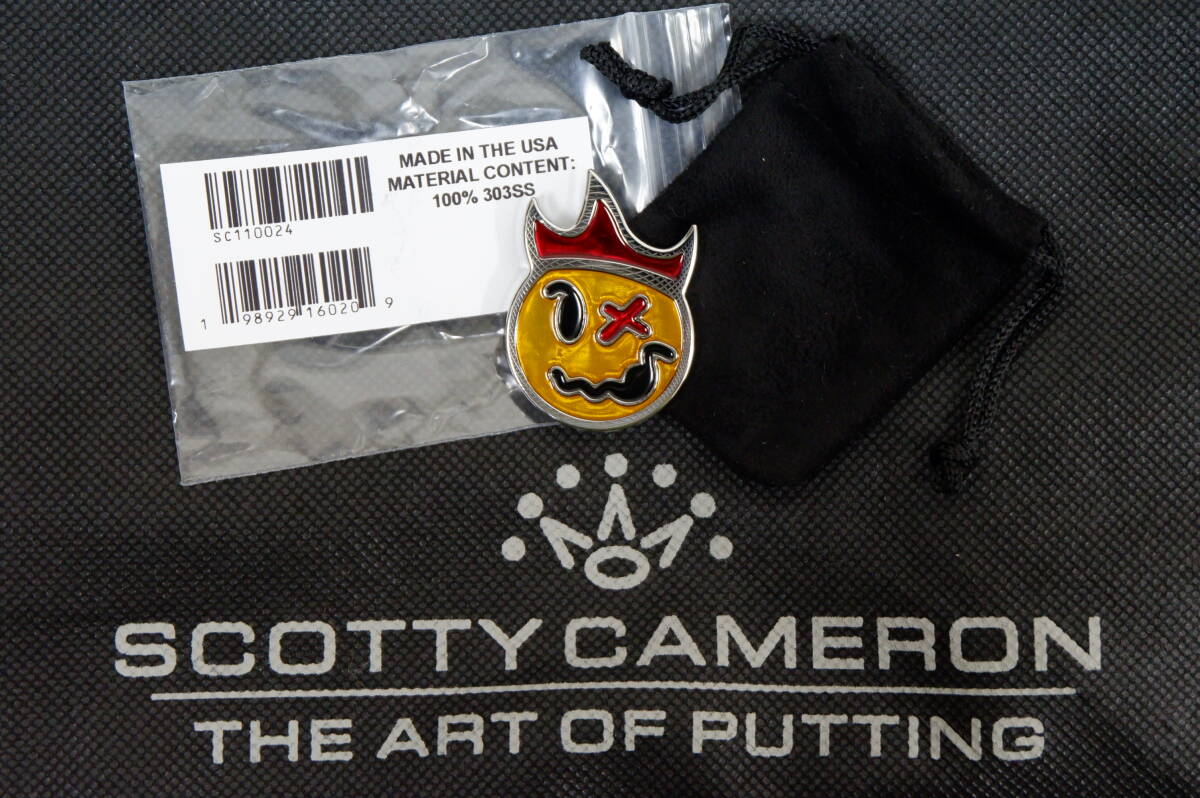 MADE IN THE USA
MATERIAL CONTENT:
100% 303SS
SC110024
1 98929 16020 9
SCOTTY CAMERON
THE ART OF PUTTING